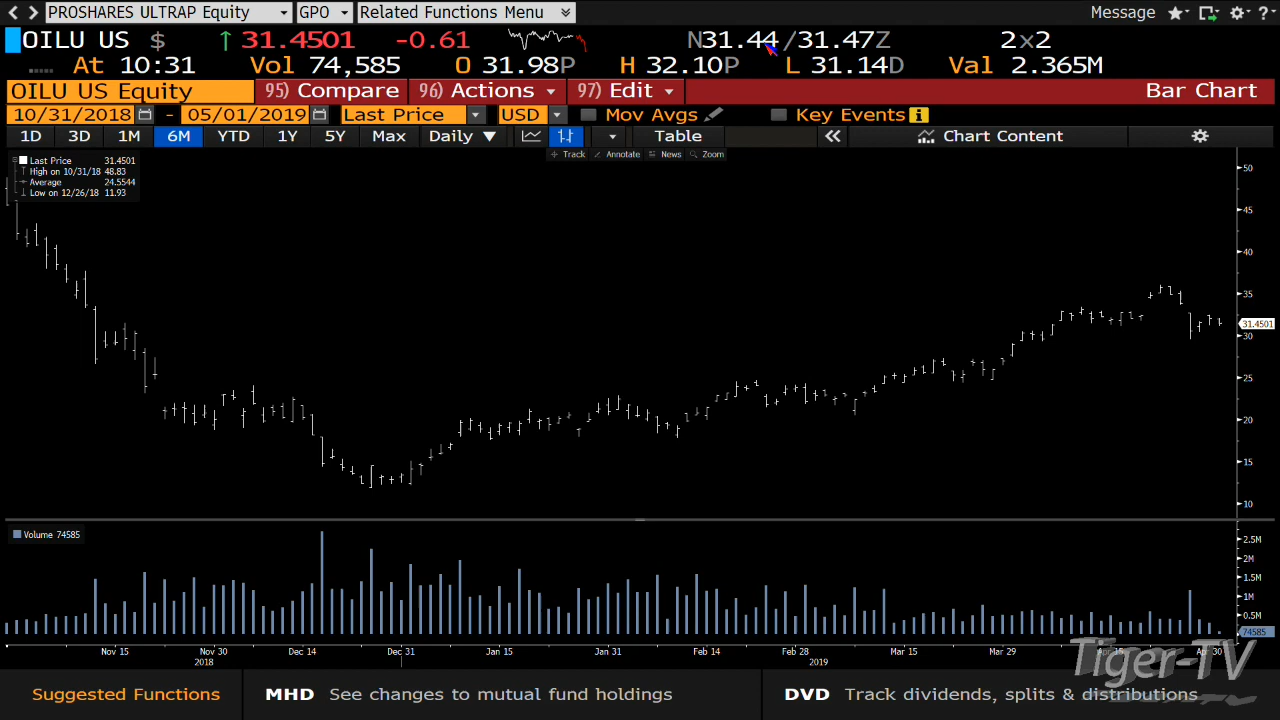 PROSHARES ULTRAP Equity GPO Related Functions Menu Message ?
OILU US $ ↑ 31.4501 -0.61 N31.44 /31.47Z 2×2
At 10:31 Vol 74,585 O 31.98P H 32.10P L 31.14D Val 2.365M
OILU US Equity 95) Compare 96) Actions 97) Edit Bar Chart
10/31/2018 - 05/01/2019 Last Price USD Mov Avgs Key Events
1D 3D 1M 6M YTD 1Y 5Y Max Daily ▼ Table « Chart Content
Track Annotate News Zoom
Last Price 31.4501
High on 10/31/18 48.83
Average 24.5544
Low on 12/26/18 11.93
50
45
40
35
31.4501
30
25
20
15
10
Volume 74585
2.5M
2M
1.5M
1M
0.5M
74585
Nov 15 Nov 30 Dec 14 Dec 31 Jan 15 Jan 31 Feb 14 Feb 28 Mar 15 Mar 29 Apr 15 Apr 30
2018 2019
Tiger-TV
Suggested Functions MHD See changes to mutual fund holdings DVD Track dividends, splits & distributions